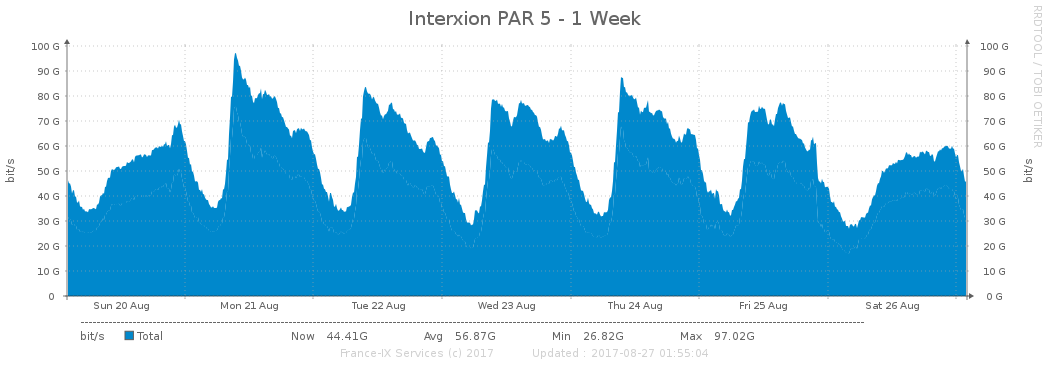 Interxion PAR 5 - 1 Week
RRDTOOL / TOBI OETIKER
100 G 100 G
90 G 90 G
80 G 80 G
70 G 70 G
60 G 60 G
50 G 50 G
40 G 40 G
30 G 30 G
20 G 20 G
10 G 10 G
0 0 G
bit/s bit/s
Sun 20 Aug Mon 21 Aug Tue 22 Aug Wed 23 Aug Thu 24 Aug Fri 25 Aug Sat 26 Aug
bit/s Total Now 44.41G Avg 56.87G Min 26.82G Max 97.02G
France-IX Services (c) 2017 Updated : 2017-08-27 01:55:04